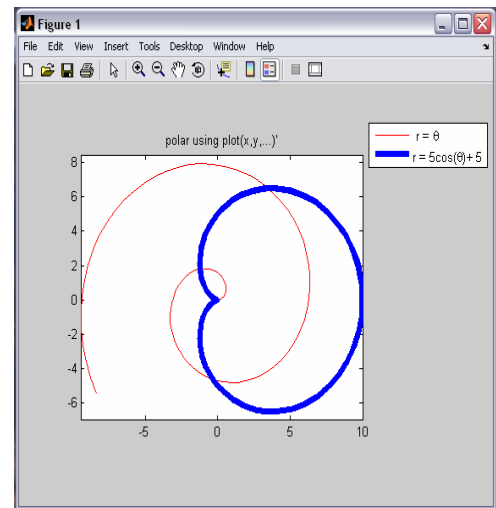 Figure 1
File Edit View Insert Tools Desktop Window Help
polar using plot(x,y,...)'
r = θ
r = 5cos(θ)+5
8
6
4
2
0
-2
-4
-6
-5 0 5 10